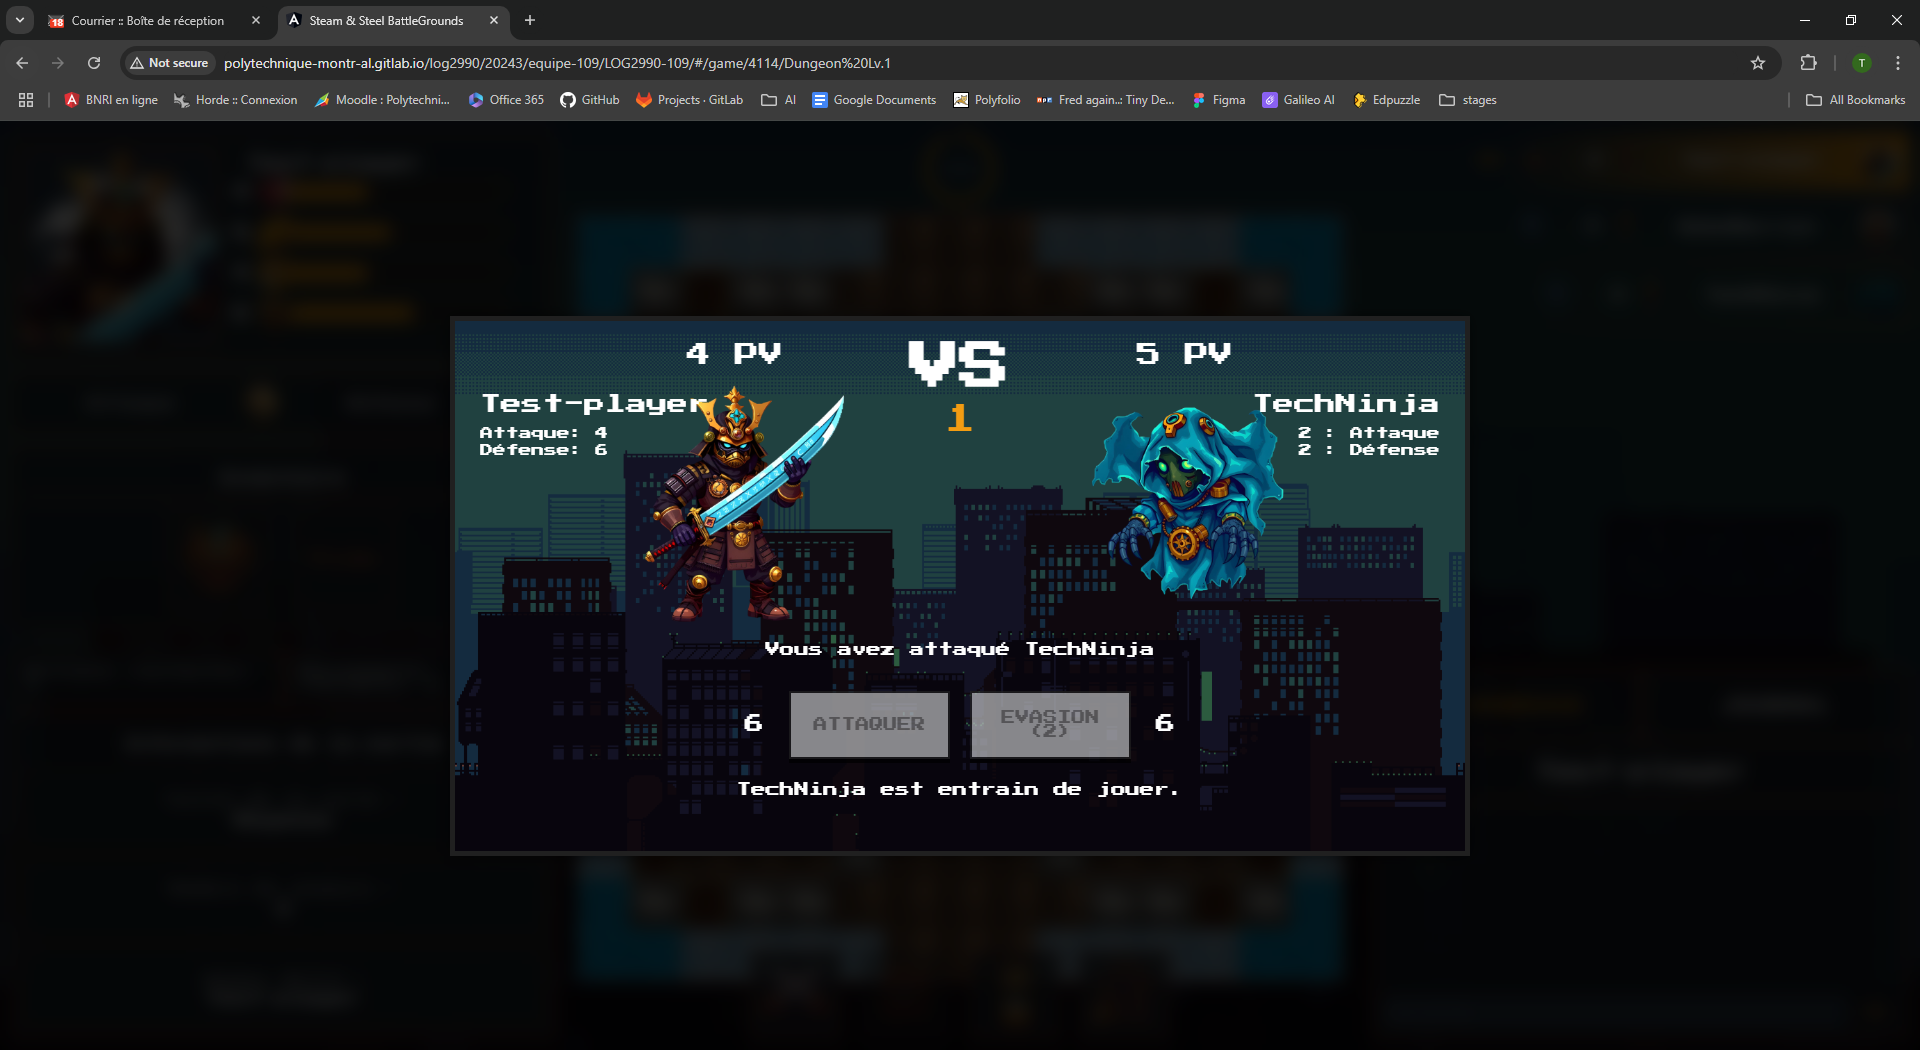 Courrier :: Boîte de réception
Steam & Steel BattleGrounds
Not secure
polytechnique-montr-al.gitlab.io/log2990/20243/equipe-109/LOG2990-109/#/game/4114/Dungeon%20Lv.1
T
BNRI en ligne
Horde :: Connexion
Moodle : Polytechni...
Office 365
GitHub
Projects · GitLab
AI
Google Documents
Polyfolio
Fred again..: Tiny De...
Figma
Galileo AI
Edpuzzle
stages
All Bookmarks
4 PV
VS
5 PV
Test-player
1
TechNinja
Attaque: 4
Défense: 6
2 : Attaque
2 : Défense
Vous avez attaqué TechNinja
6
ATTAQUER
EVASION
(2)
6
TechNinja est entrain de jouer.